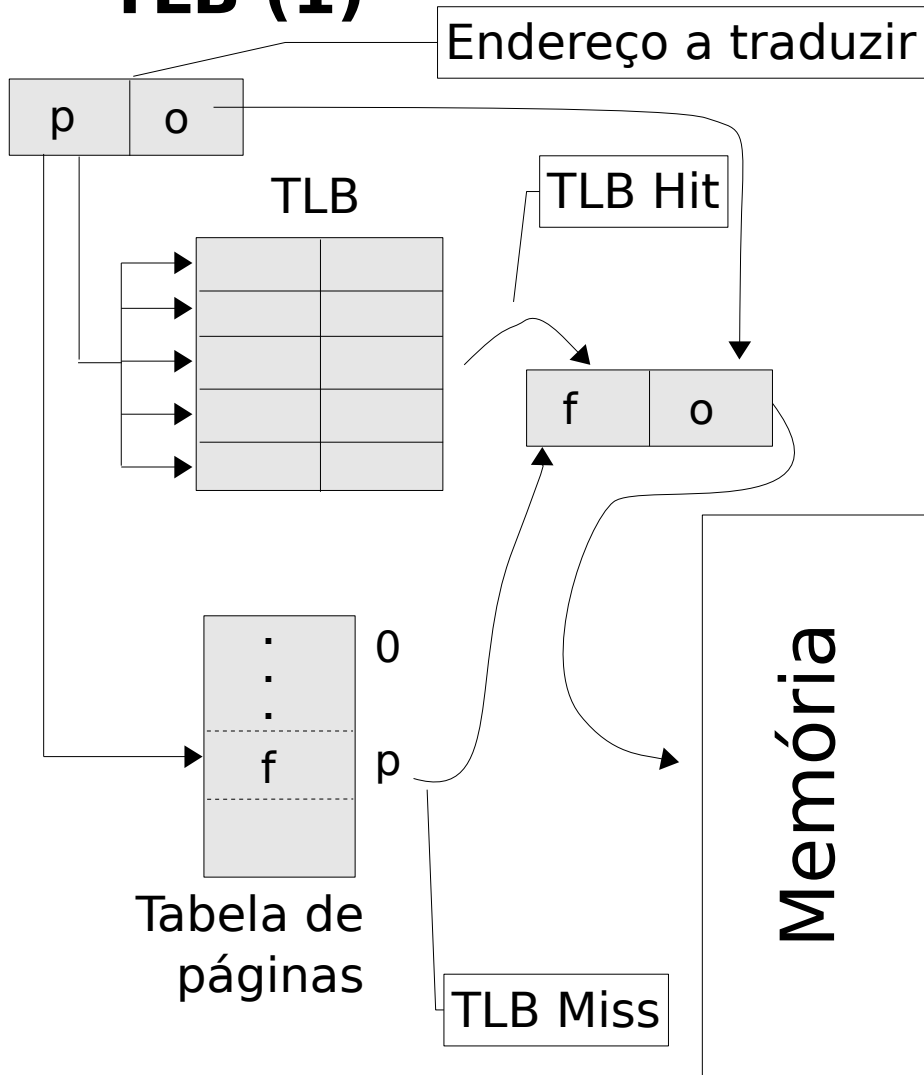 TLB (1)
Endereço a traduzir
p o
TLB
TLB Hit
f o
.
.
.
0
f p
Tabela de
páginas
TLB Miss
Memória